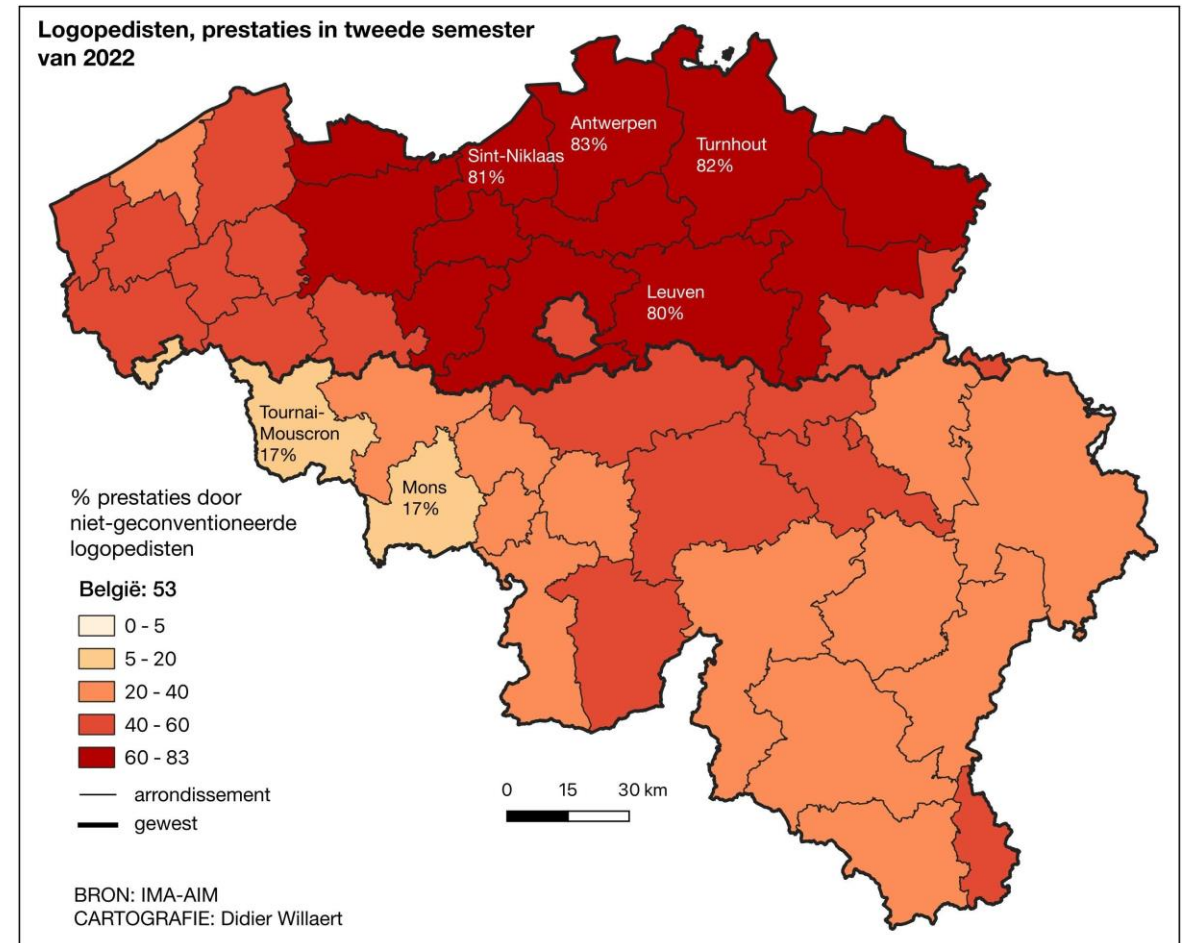 Logopedisten, prestaties in tweede semester
van 2022
Antwerpen
83%
Sint-Niklaas
81%
Turnhout
82%
Leuven
80%
Tournai-
Mouscron
17%
Mons
17%
% prestaties door
niet-geconventioneerde
logopedisten
België: 53
0 - 5
5 - 20
20 - 40
40 - 60
60 - 83
arrondissement
gewest
0 15 30 km
BRON: IMA-AIM
CARTOGRAFIE: Didier Willaert